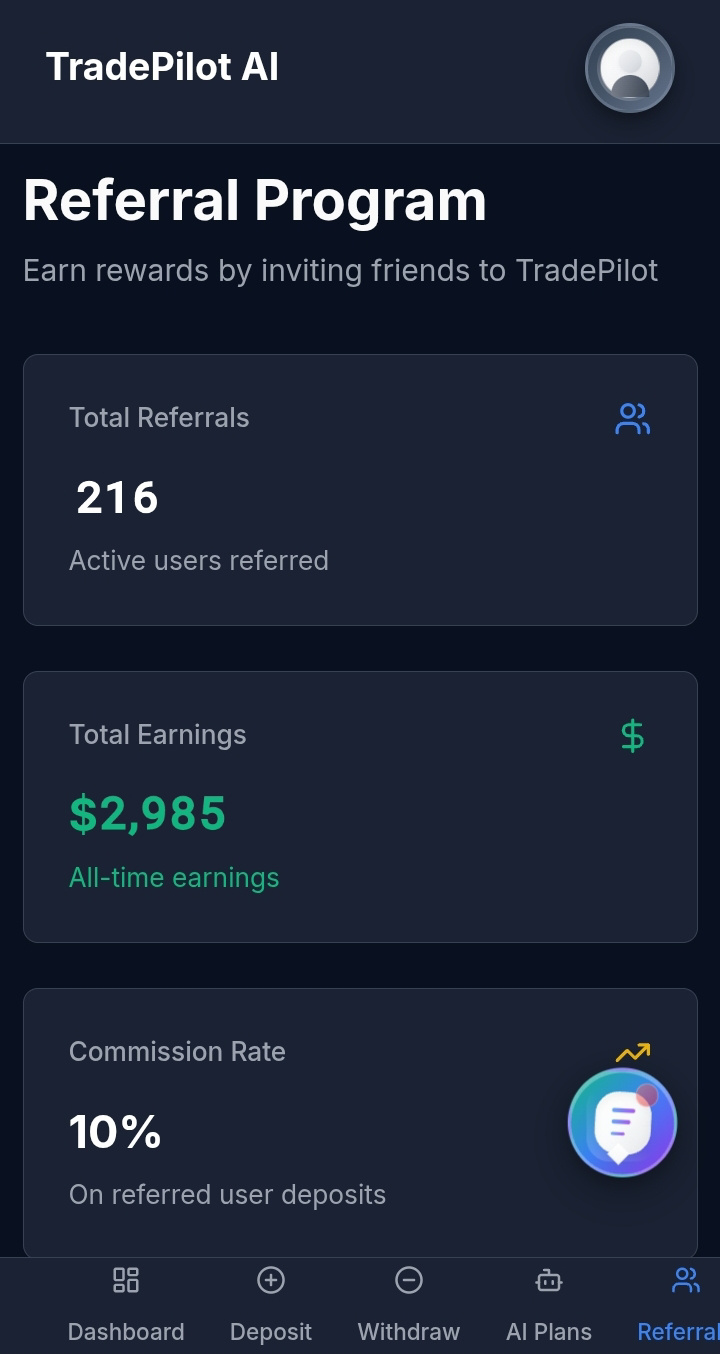 TradePilot AI
Referral Program
Earn rewards by inviting friends to TradePilot
Total Referrals
216
Active users referred
Total Earnings
$2,985
All-time earnings
Commission Rate
10%
On referred user deposits
Dashboard
Deposit
Withdraw
AI Plans
Referral